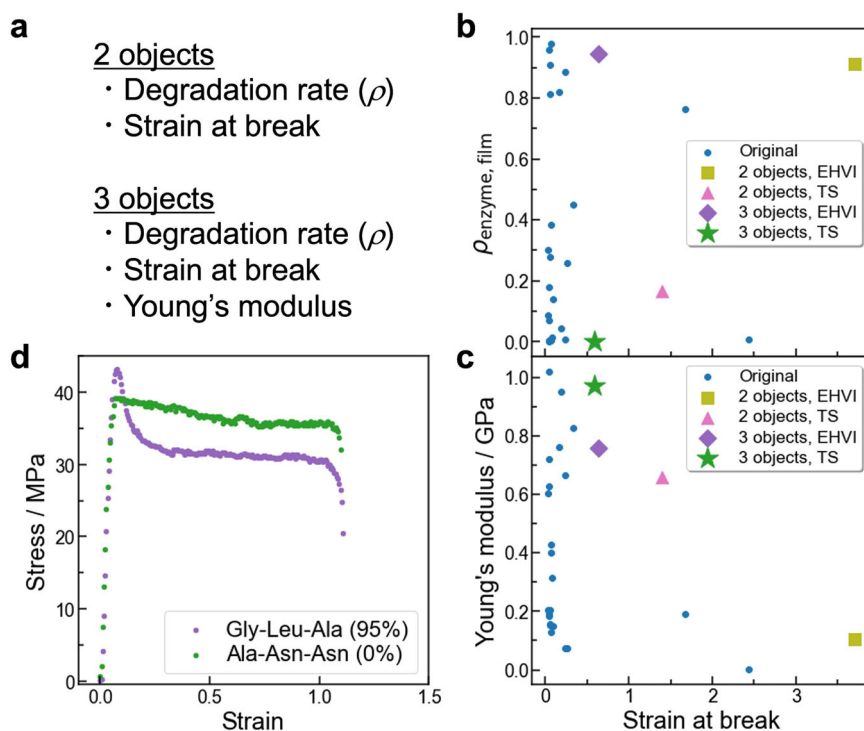 a
2 objects
・Degradation rate (ρ)
・Strain at break
3 objects
・Degradation rate (ρ)
・Strain at break
・Young's modulus
b
1.0
0.8
0.6
0.4
0.2
0.0
ρenzyme, film
Original
2 objects, EHVI
2 objects, TS
3 objects, EHVI
3 objects, TS
c
1.0
0.8
0.6
0.4
0.2
0.0
Young's modulus / GPa
Original
2 objects, EHVI
2 objects, TS
3 objects, EHVI
3 objects, TS
0 1 2 3
Strain at break
d
40
30
20
10
0
Stress / MPa
Gly-Leu-Ala (95%)
Ala-Asn-Asn (0%)
0.0 0.5 1.0 1.5
Strain